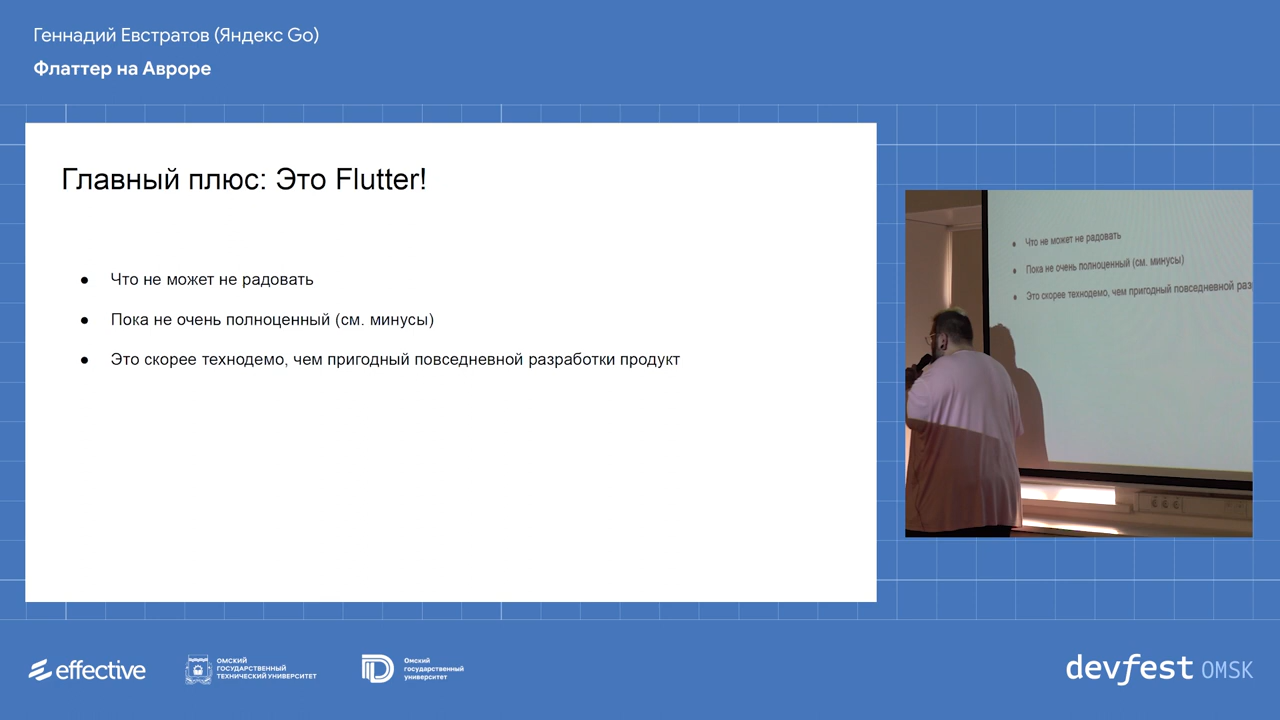 Геннадий Евстратов (Яндекс Go)
Флаттер на Авроре
Главный плюс: Это Flutter!
● Что не может не радовать
● Пока не очень полноценный (см. минусы)
● Это скорее технодемо, чем пригодный повседневной разработки продукт
● Что не может не радовать
● Пока не очень полноценный (см. минусы)
● Это скорее технодемо, чем пригодный повседневной раз
effective
ОМСКИЙ
ГОСУДАРСТВЕННЫЙ
ТЕХНИЧЕСКИЙ УНИВЕРСИТЕТ
Омский
государственный
университет
devfest OMSK